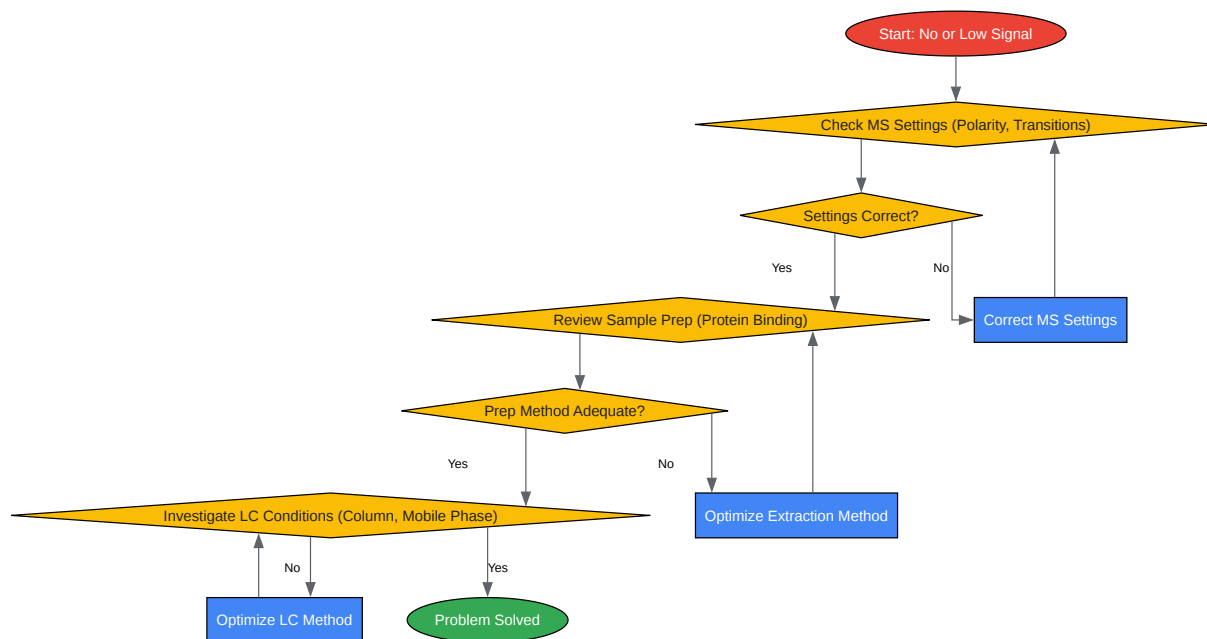 Start: No or Low Signal
Check MS Settings (Polarity, Transitions)
Settings Correct?
Yes
No
Review Sample Prep (Protein Binding)
Correct MS Settings
Prep Method Adequate?
Yes
No
Investigate LC Conditions (Column, Mobile Phase)
Optimize Extraction Method
No
Yes
Optimize LC Method
Problem Solved